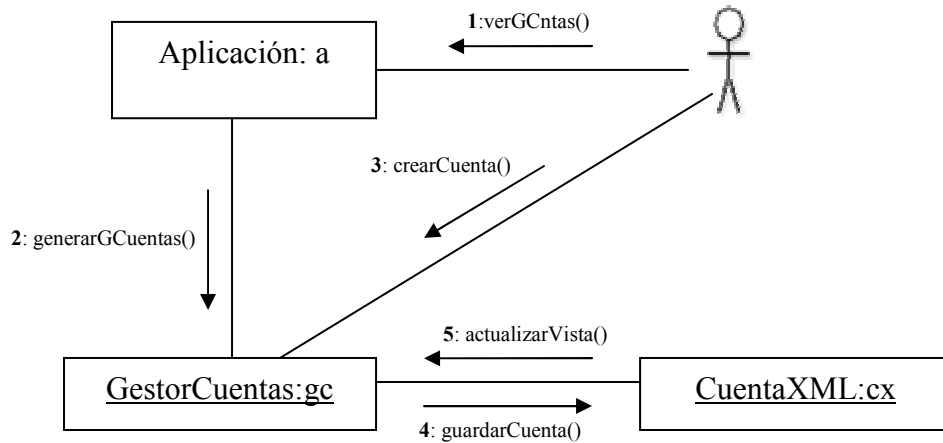 1:verGCntas()
Aplicación: a
3: crearCuenta()
2: generarGCuentas()
5: actualizarVista()
GestorCuentas:gc
CuentaXML:cx
4: guardarCuenta()